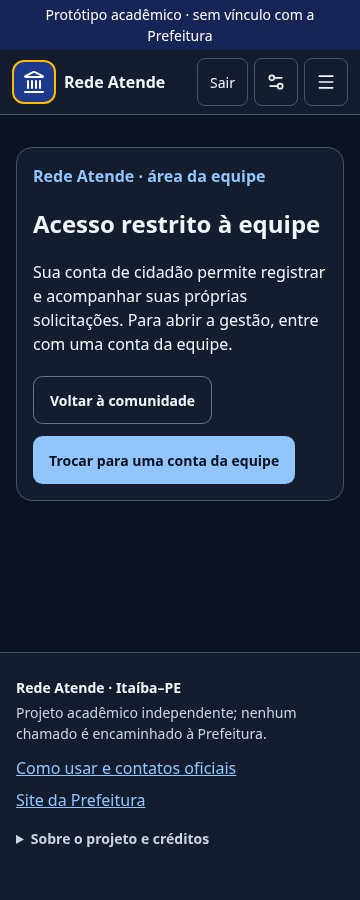 Protótipo acadêmico · sem vínculo com a
Prefeitura
Rede Atende
Sair
Rede Atende · área da equipe
Acesso restrito à equipe
Sua conta de cidadão permite registrar
e acompanhar suas próprias
solicitações. Para abrir a gestão, entre
com uma conta da equipe.
Voltar à comunidade
Trocar para uma conta da equipe
Rede Atende · Itaíba–PE
Projeto acadêmico independente; nenhum
chamado é encaminhado à Prefeitura.
Como usar e contatos oficiais
Site da Prefeitura
Sobre o projeto e créditos